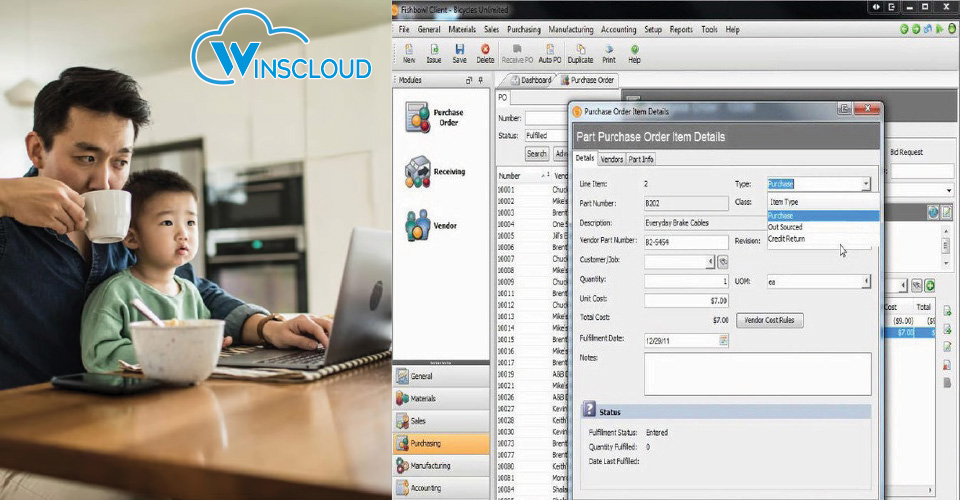 WINSCLOUD
Fishbowl Client - Bicycles Unlimited
File General Materials Sales Purchasing Manufacturing Accounting Setup Reports Tools Help
New Issue Save Delete Receive PO Auto PO Duplicate Print Help
Modules
Purchase Order
Receiving
Vendor
General
Materials
Sales
Purchasing
Manufacturing
Accounting
Dashboard Purchase Order
PO
Number:
Status: Fulfilled
Search
Number
10001
10002
10003
10004
10005
10006
10007
10008
10009
10011
10012
10013
10014
10015
10016
10017
10019
10021
10026
10027
10030
10073
10077
10080
10081
10084
Purchase Order Item Details
Part Purchase Order Item Details
Details Vendors Part Info
Line Item: 2 Type: Purchase
Part Number: B202 Class: Item Type
Purchase
Description: Everyday Brake Cables Out Sourced
Vendor Part Number: B2-5454 Revision: Credit Return
Customer/Job:
Quantity: 1 UOM: ea
Unit Cost: $7.00
Total Cost: $7.00 Vendor Cost Rules
Fulfillment Date: 12/29/11
Notes:
Status
Fulfillment Status: Entered
Quantity Fulfilled: 0
Date Last Fulfilled:
Bid Request
Cost Total
($9.00)
$7.00